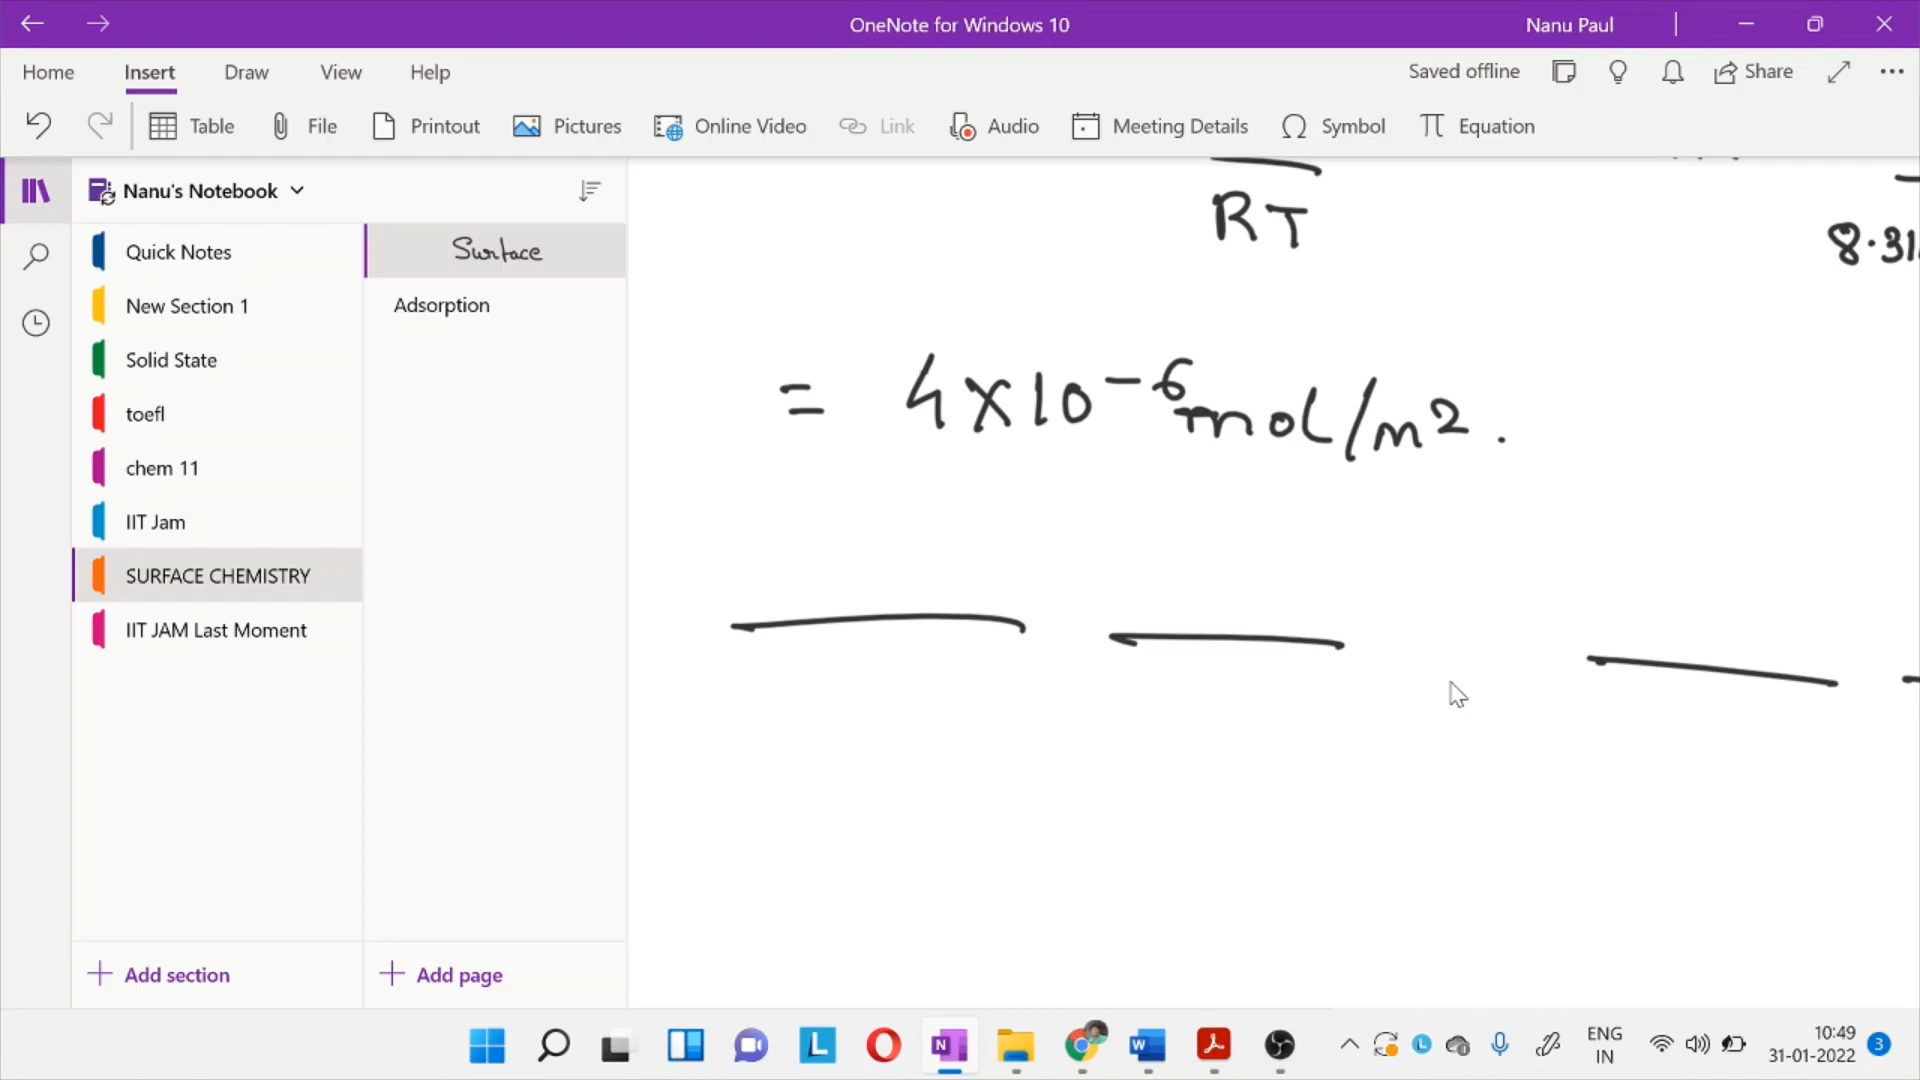 OneNote for Windows 10
Nanu Paul
Home Insert Draw View Help
Saved offline
Share
Table File Printout Pictures Online Video Link Audio Meeting Details Symbol Equation
Nanu's Notebook
Quick Notes
New Section 1
Solid State
toefl
chem 11
IIT Jam
SURFACE CHEMISTRY
IIT JAM Last Moment
Add section
Surface
Adsorption
Add page
RT
8.31
= 4X10⁻⁶mol/m².
ENG
IN
10:49
31-01-2022
3